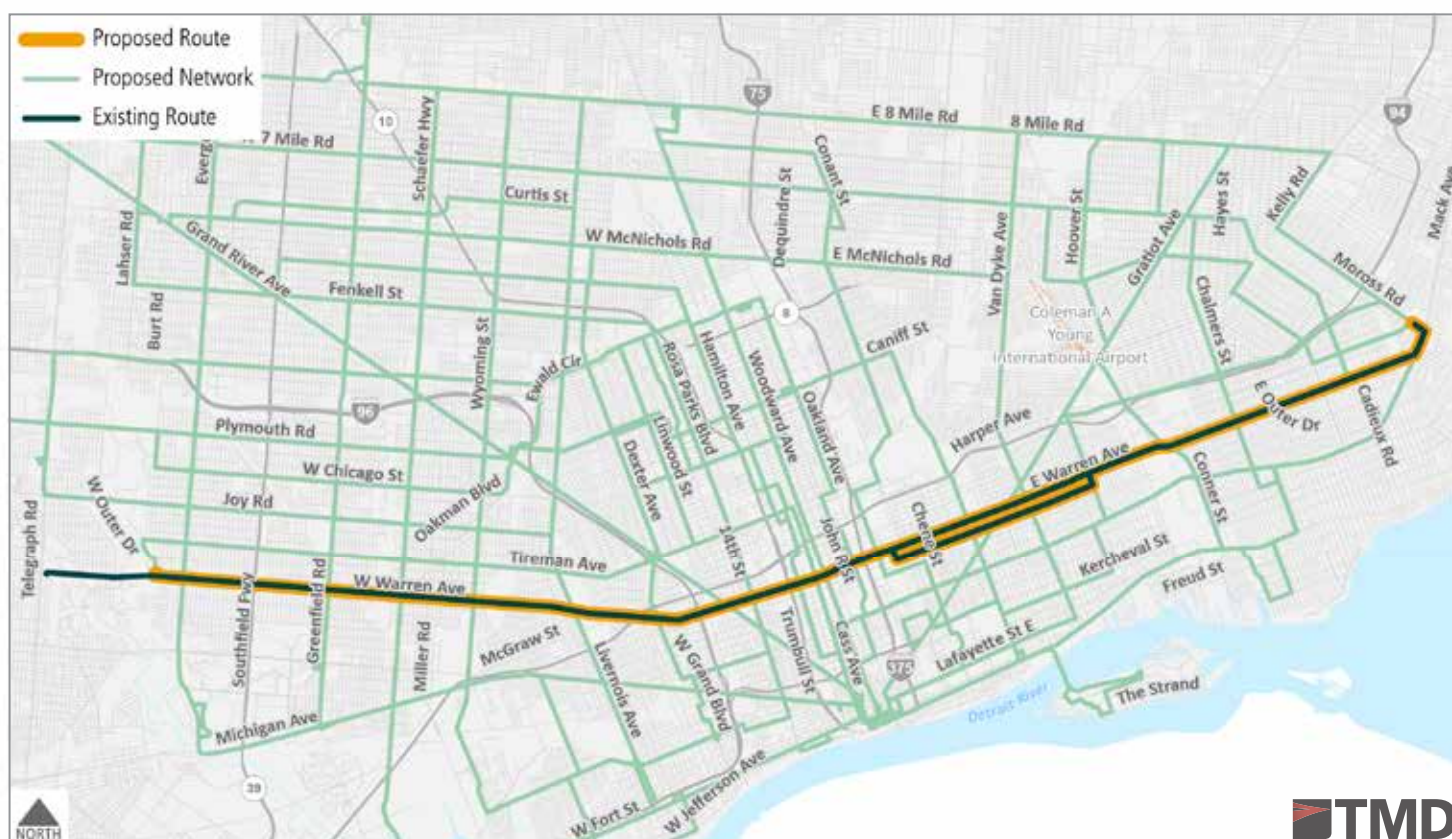 Proposed Route
Proposed Network
Existing Route
7 Mile Rd
E 8 Mile Rd
8 Mile Rd
10
75
94
Schaefer Hwy
Curtis St
Conant St
Dequindre St
Hayes St
Kelly Rd
Mack Ave
Lahser Rd
Grand River Ave
W McNichols Rd
E McNichols Rd
Van Dyke Ave
Hoover St
Gratiot Ave
Moross Rd
Burt Rd
Fenkell St
Wyoming St
Ewald Cir
8
Caniff St
Coleman A
Young
International Airport
Chalmers St
Rosa Parks Blvd
Hamilton Ave
Woodward Ave
Oakland Ave
96
Plymouth Rd
Harper Ave
E Outer Dr
Cadieux Rd
W Chicago St
Linwood St
Dexter Ave
E Warren Ave
Conner St
Joy Rd
Oakman Blvd
Telegraph Rd
W Outer Dr
Tireman Ave
14th St
John R St
Chene St
Kercheval St
Freud St
Southfield Fwy
Greenfield Rd
W Warren Ave
Miller Rd
McGraw St
Livernois Ave
W Grand Blvd
Trumbull St
Cass Ave
375
Lafayette St E
The Strand
Detroit River
Michigan Ave
39
W Fort St
W Jefferson Ave
NORTH
TMD